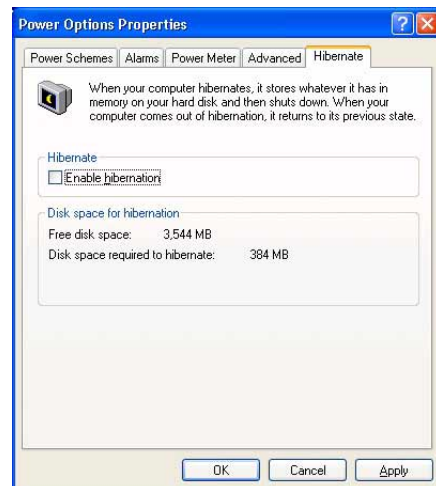 Power Options Properties
Power Schemes Alarms Power Meter Advanced Hibernate
When your computer hibernates, it stores whatever it has in
memory on your hard disk and then shuts down. When your
computer comes out of hibernation, it returns to its previous state.
Hibernate
Enable hibernation
Disk space for hibernation
Free disk space: 3,544 MB
Disk space required to hibernate: 384 MB
OK Cancel Apply